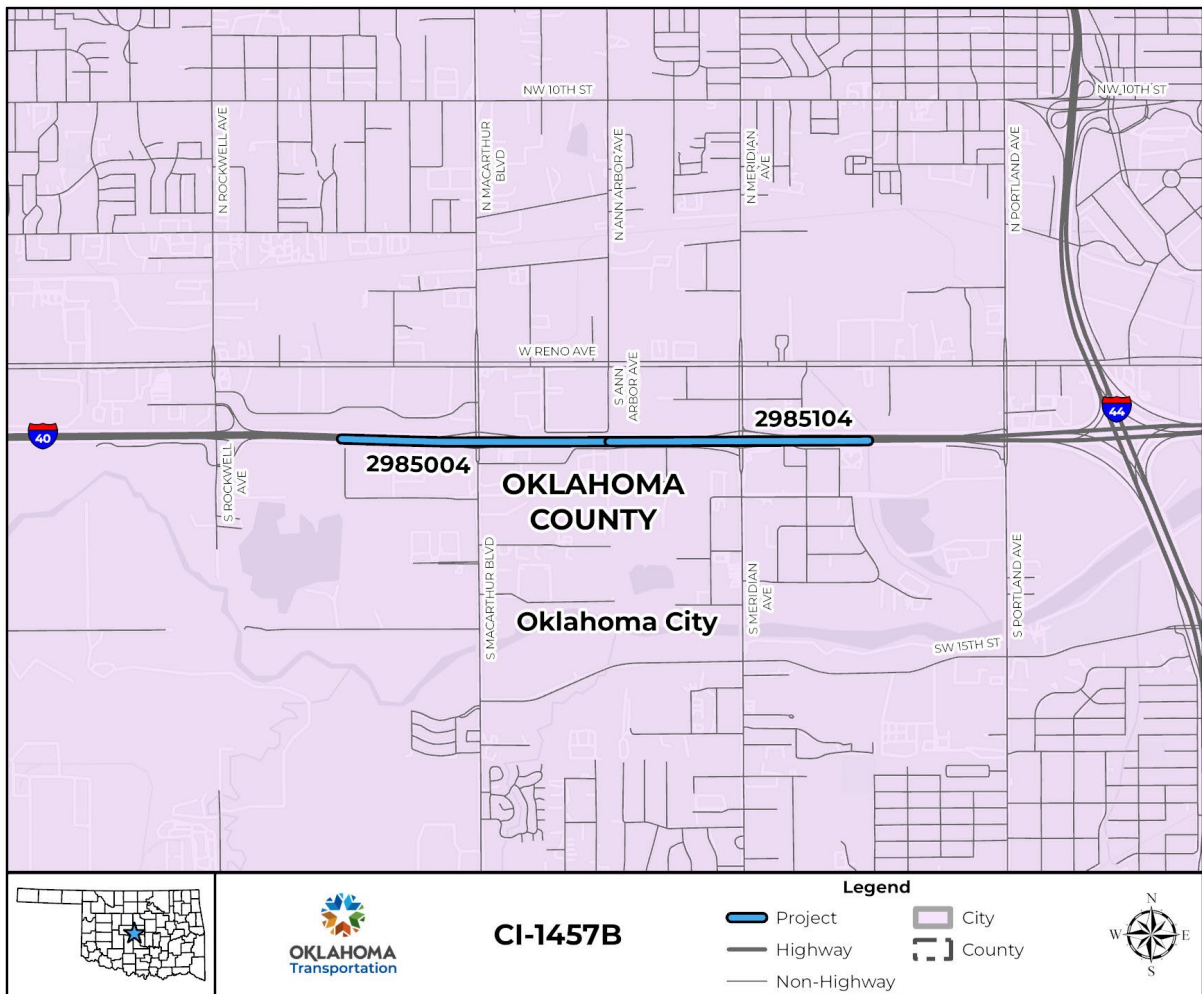 NW 10TH ST
NW 10TH ST
N ROCKWELL AVE
N MACARTHUR
BLVD
N ANN ARBOR AVE
N MERIDIAN
AVE
N PORTLAND AVE
W RENO AVE
S ANN
ARBOR AVE
44
40
2985104
2985004
S ROCKWELL
AVE
OKLAHOMA
COUNTY
S MACARTHUR BLVD
S MERIDIAN
AVE
S PORTLAND AVE
Oklahoma City
SW 15TH ST
OKLAHOMA
Transportation
CI-1457B
Legend
Project
Highway
Non-Highway
City
County
N
W
E
S